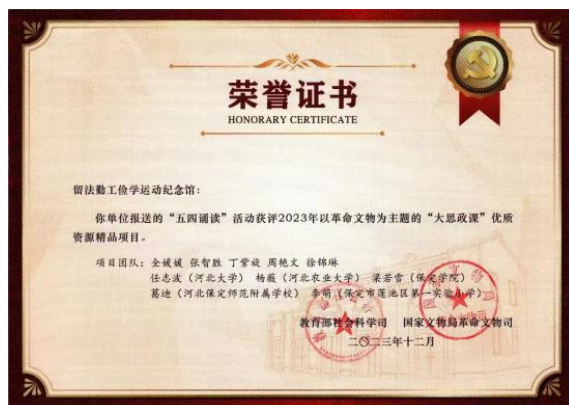 荣誉证书
HONORARY CERTIFICATE
留法勤工俭学运动纪念馆：
你单位报送的“五四诵读”活动获评2023年以革命文物为主题的“大思政课”优质
资源精品项目。
项目团队：全媛媛 张智胜 丁紫旋 周艳文 徐锦琳
任志波（河北大学） 杨薇（河北农业大学） 梁若雪（保定学院）
葛迪（河北保定师范附属学校） 李萌（保定市莲池区第一实验小学）
教育部社会科学司 国家文物局革命文物司
二〇二三年十二月